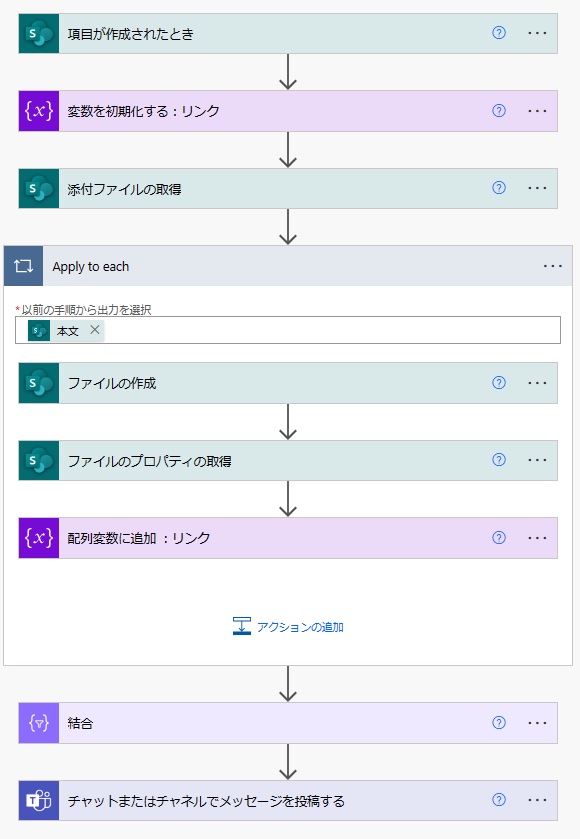 項目が作成されたとき
変数を初期化する：リンク
添付ファイルの取得
Apply to each
*以前の手順から出力を選択
本文
ファイルの作成
ファイルのプロパティの取得
配列変数に追加 ：リンク
アクションの追加
結合
チャットまたはチャネルでメッセージを投稿する